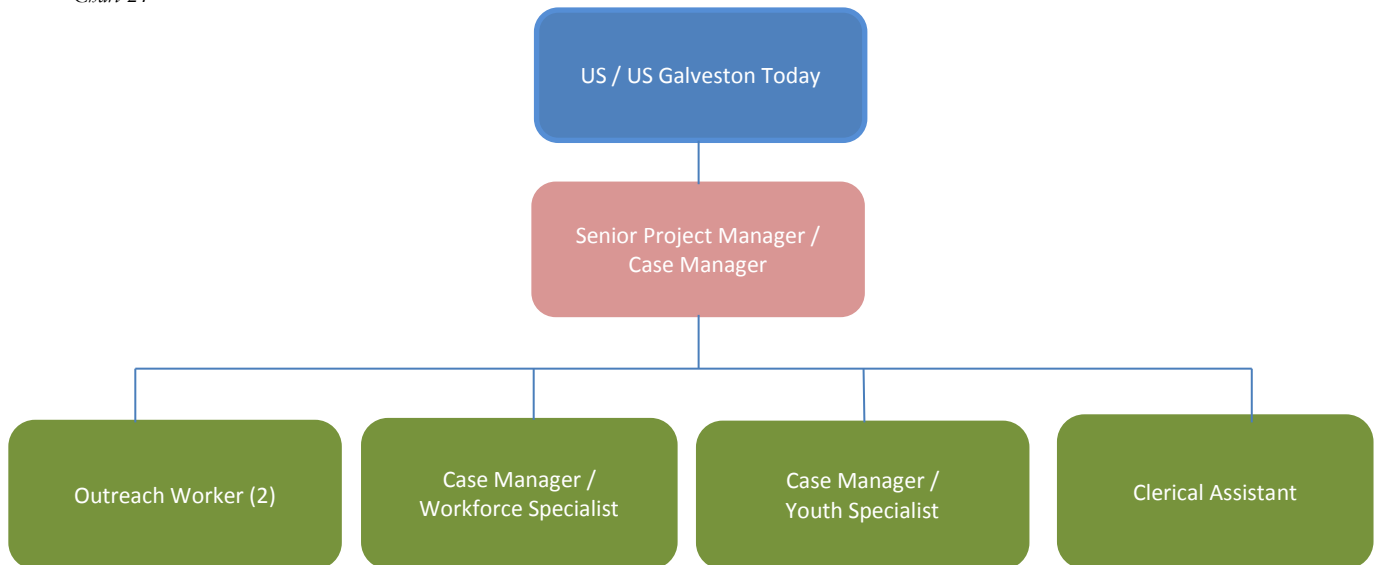 US / US Galveston Today
Senior Project Manager /
Case Manager
Outreach Worker (2)
Case Manager /
Workforce Specialist
Case Manager /
Youth Specialist
Clerical Assistant